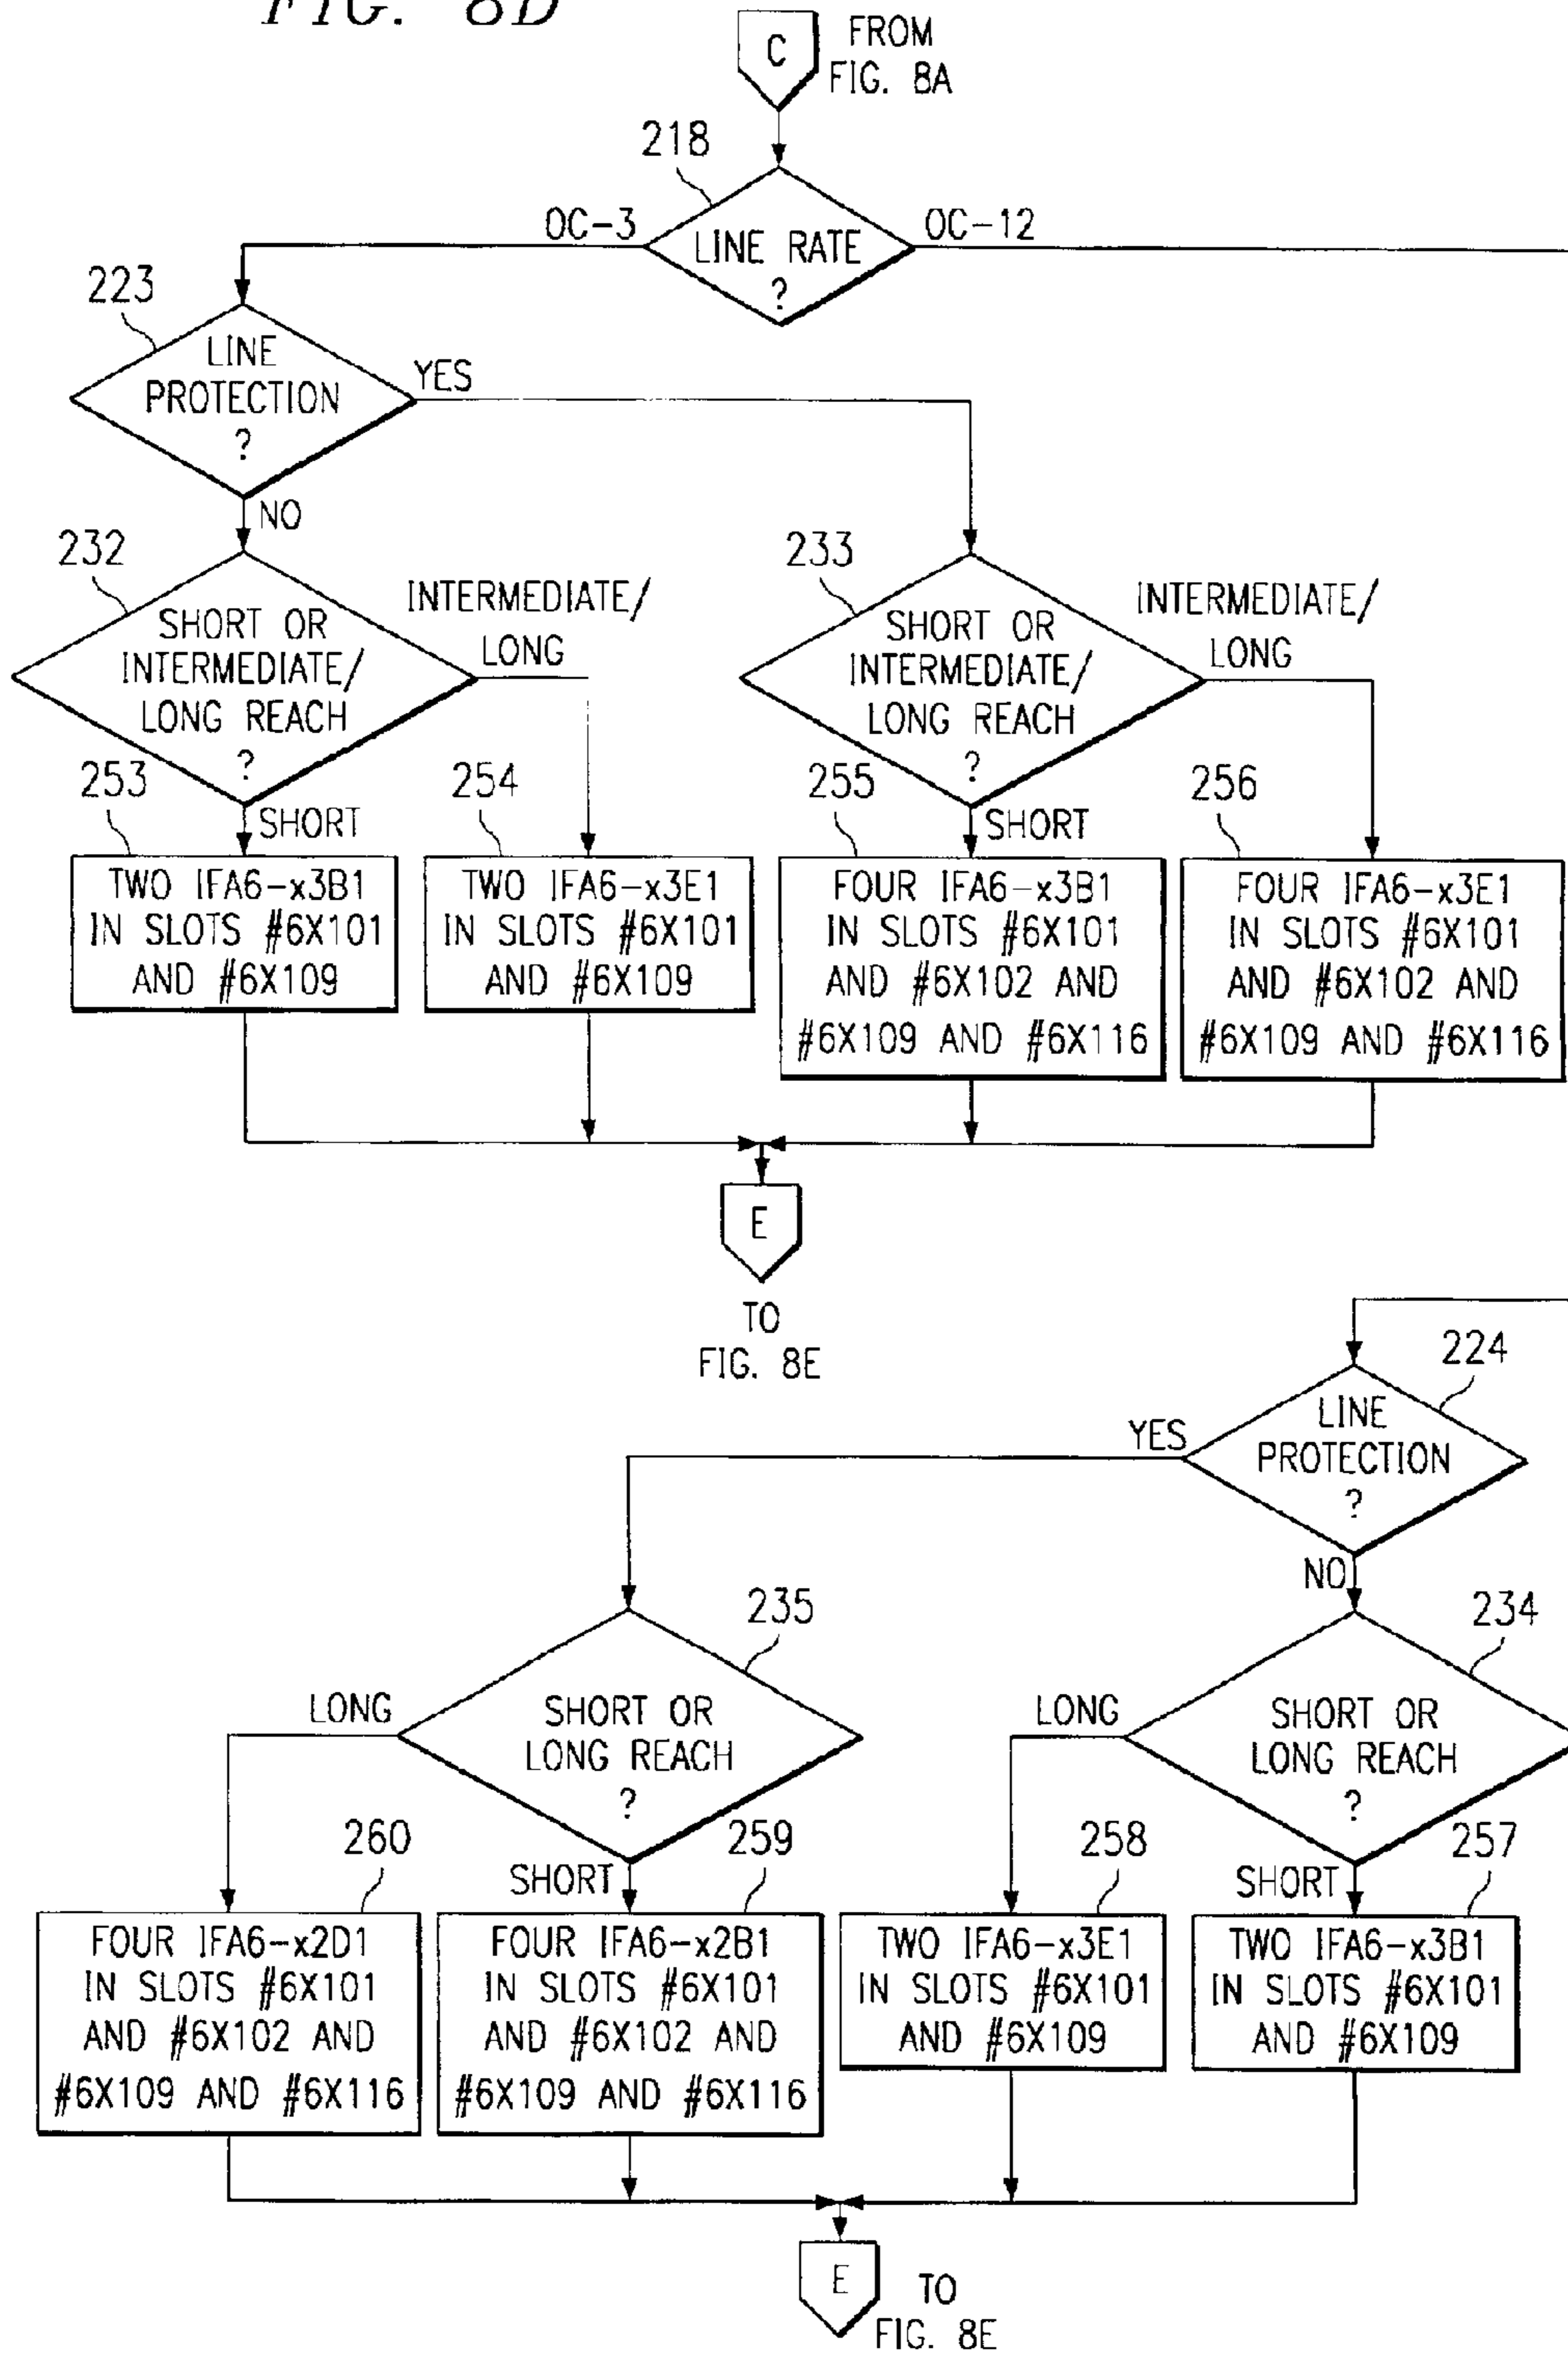 FIG. 8D
C
FROM
FIG. 8A
218
OC-3
LINE RATE
?
OC-12
223
LINE
PROTECTION
?
YES
NO
232
SHORT OR
INTERMEDIATE/
LONG REACH
?
INTERMEDIATE/
LONG
SHORT
233
SHORT OR
INTERMEDIATE/
LONG REACH
?
INTERMEDIATE/
LONG
SHORT
253
TWO IFA6-x3B1
IN SLOTS #6X101
AND #6X109
254
TWO IFA6-x3E1
IN SLOTS #6X101
AND #6X109
255
FOUR IFA6-x3B1
IN SLOTS #6X101
AND #6X102 AND
#6X109 AND #6X116
256
FOUR IFA6-x3E1
IN SLOTS #6X101
AND #6X102 AND
#6X109 AND #6X116
E
TO
FIG. 8E
224
LINE
PROTECTION
?
YES
NO
235
SHORT OR
LONG REACH
?
LONG
SHORT
234
SHORT OR
LONG REACH
?
LONG
SHORT
260
FOUR IFA6-x2D1
IN SLOTS #6X101
AND #6X102 AND
#6X109 AND #6X116
259
FOUR IFA6-x2B1
IN SLOTS #6X101
AND #6X102 AND
#6X109 AND #6X116
258
TWO IFA6-x3E1
IN SLOTS #6X101
AND #6X109
257
TWO IFA6-x3B1
IN SLOTS #6X101
AND #6X109
E
TO
FIG. 8E